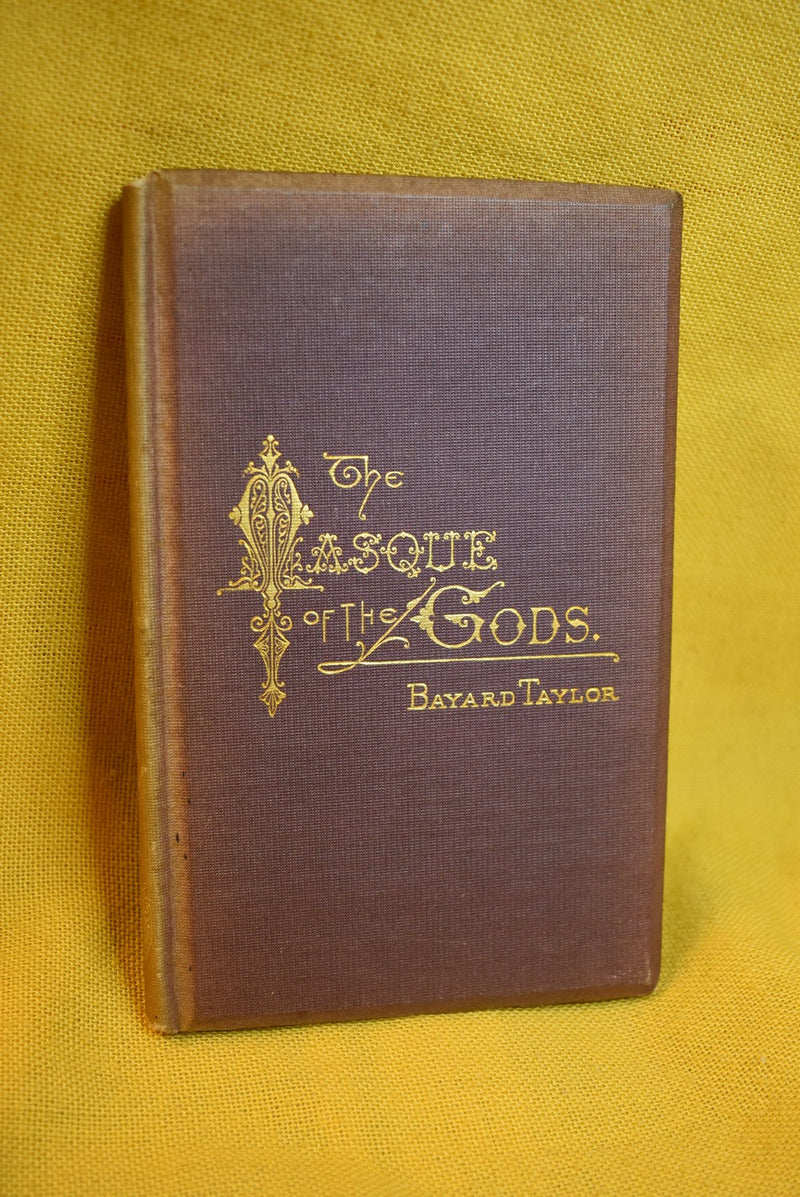 The
Masque
of the Gods.
Bayard Taylor